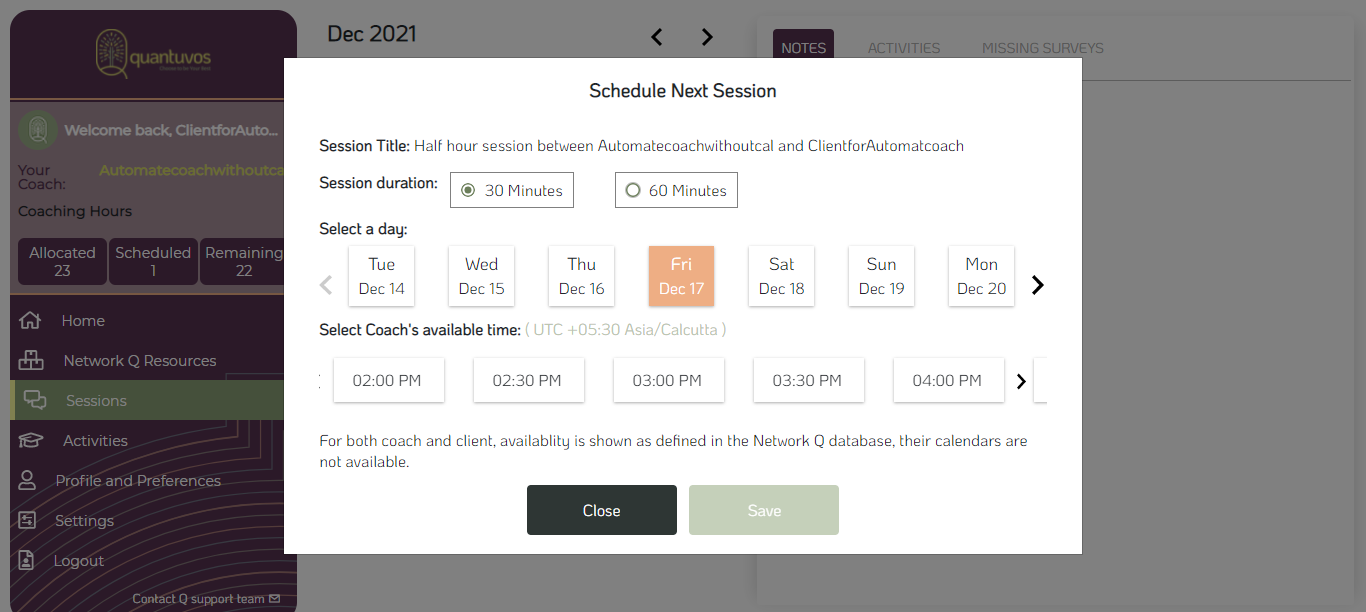 quantuvos
Welcome back, ClientforAuto...
Your Coach:
Automatecoachwithoutca
Coaching Hours
Allocated
23
Scheduled
1
Remaining
22
Home
Network Q Resources
Sessions
Activities
Profile and Preferences
Settings
Logout
Contact Q support team
Dec 2021
NOTES
ACTIVITIES
MISSING SURVEYS
Schedule Next Session
Session Title: Half hour session between Automatecoachwithoutcal and ClientforAutomatcoach
Session duration:
30 Minutes
60 Minutes
Select a day:
Tue
Dec 14
Wed
Dec 15
Thu
Dec 16
Fri
Dec 17
Sat
Dec 18
Sun
Dec 19
Mon
Dec 20
Select Coach's available time: ( UTC +05:30 Asia/Calcutta )
02:00 PM
02:30 PM
03:00 PM
03:30 PM
04:00 PM
For both coach and client, availablity is shown as defined in the Network Q database, their calendars are
not available.
Close
Save